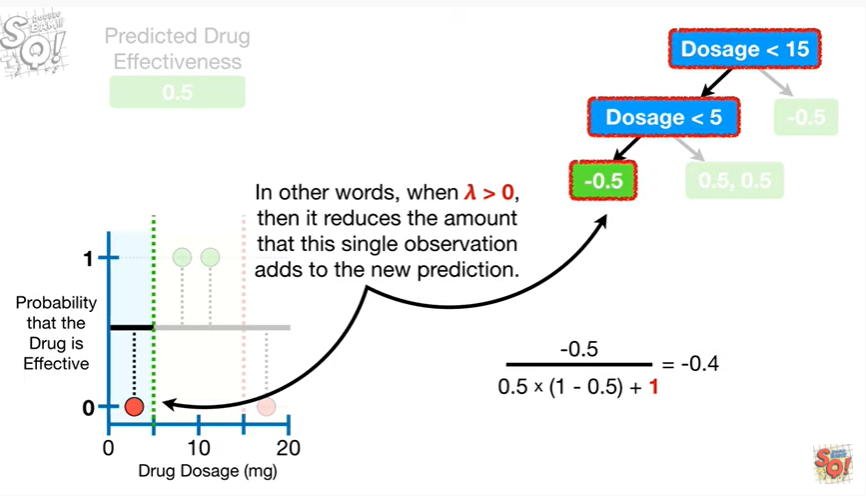 Predicted Drug
Effectiveness
0.5
Dosage < 15
Dosage < 5
-0.5
-0.5
0.5, 0.5
In other words, when λ > 0,
then it reduces the amount
that this single observation
adds to the new prediction.
1
Probability
that the
Drug is
Effective
0
0
10
20
Drug Dosage (mg)
-0.5
0.5 × (1 - 0.5) + 1
= -0.4
SQ!
SQ!